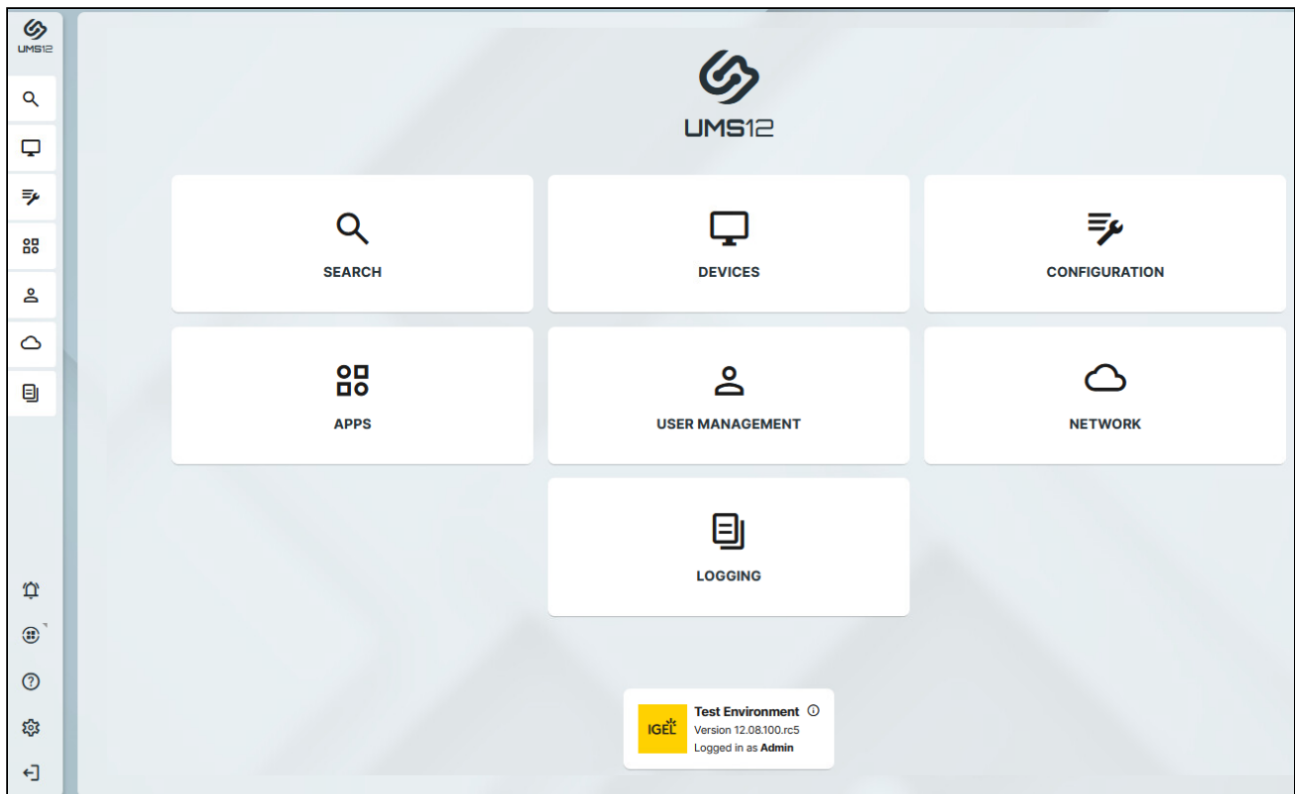 UMS12
UMS12
SEARCH
DEVICES
CONFIGURATION
APPS
USER MANAGEMENT
NETWORK
LOGGING
IGEL
Test Environment
Version 12.08.100.rc5
Logged in as Admin